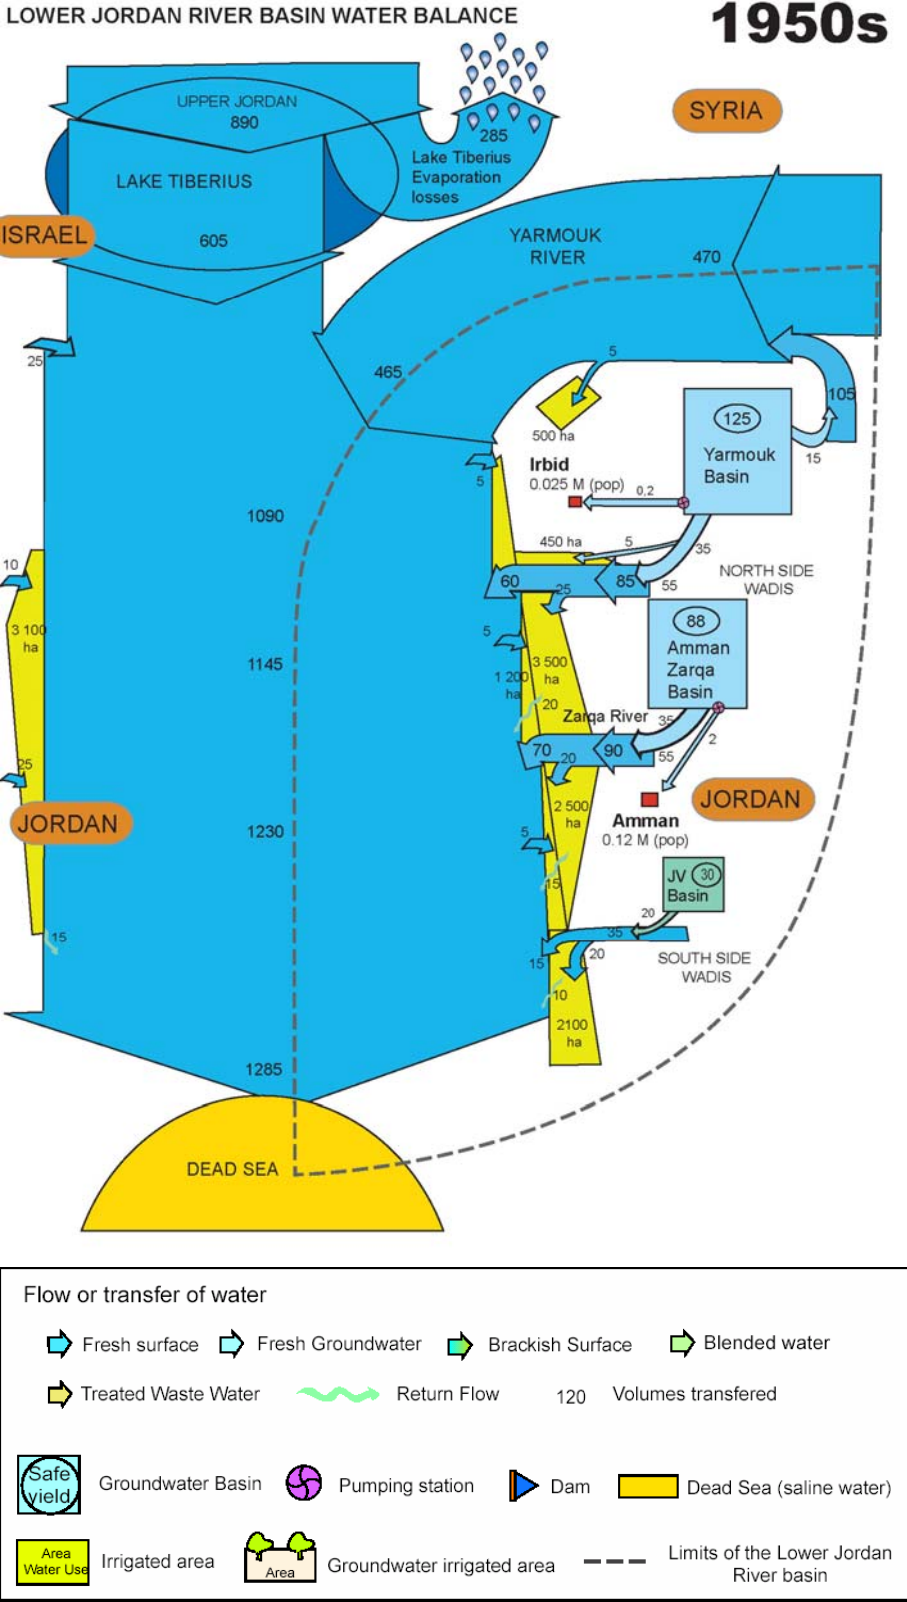 LOWER JORDAN RIVER BASIN WATER BALANCE
1950s
UPPER JORDAN
890
SYRIA
285
Lake Tiberius
Evaporation
losses
LAKE TIBERIUS
ISRAEL
605
YARMOUK
RIVER
470
25
465
5
105
500 ha
125
Yarmouk
Basin
15
Irbid
0.025 M (pop)
0,2
5
1090
450 ha
5
35
10
60
25
85
55
NORTH SIDE
WADIS
3 100
ha
5
88
Amman
Zarqa
Basin
1145
3 500
ha
1 200
ha
20
Zarqa River
35
25
70
20
90
55
2
JORDAN
JORDAN
2 500
ha
Amman
0.12 M (pop)
1230
5
15
JV
30
Basin
20
15
35
15
20
SOUTH SIDE
WADIS
10
2100
ha
1285
DEAD SEA
Flow or transfer of water
Fresh surface
Fresh Groundwater
Brackish Surface
Blended water
Treated Waste Water
Return Flow
120
Volumes transfered
Safe
yield
Groundwater Basin
Pumping station
Dam
Dead Sea (saline water)
Area
Water Use
Irrigated area
Area
Groundwater irrigated area
Limits of the Lower Jordan
River basin